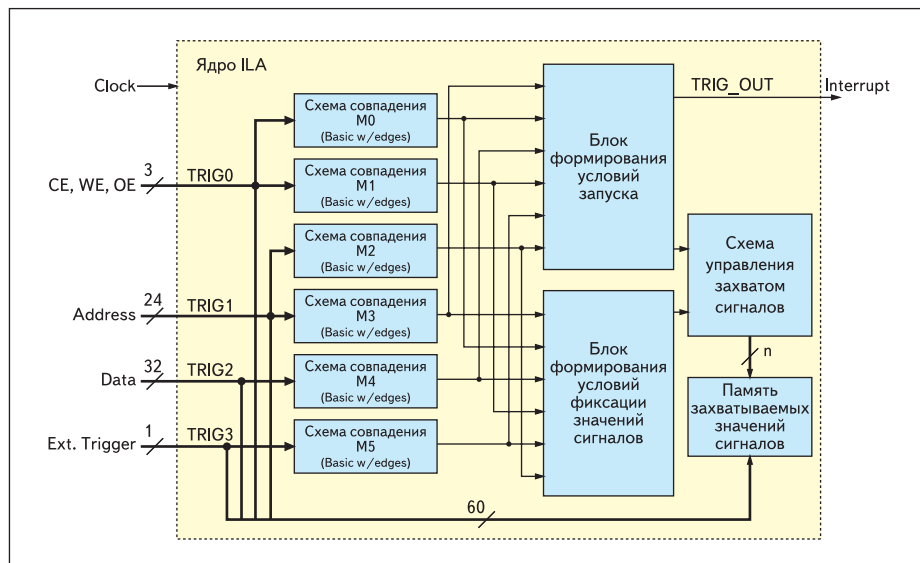 Ядро ILA
Clock
CE, WE, OE
3
TRIG0
Address
24
TRIG1
Data
32
TRIG2
Ext. Trigger
1
TRIG3
Схема совпадения
M0
(Basic w/edges)
Схема совпадения
M1
(Basic w/edges)
Схема совпадения
M2
(Basic w/edges)
Схема совпадения
M3
(Basic w/edges)
Схема совпадения
M4
(Basic w/edges)
Схема совпадения
M5
(Basic w/edges)
Блок
формирования
условий
запуска
TRIG_OUT
Interrupt
Блок
формирования
условий
фиксации
значений
сигналов
Схема
управления
захватом
сигналов
n
Память
захватываемых
значений
сигналов
60